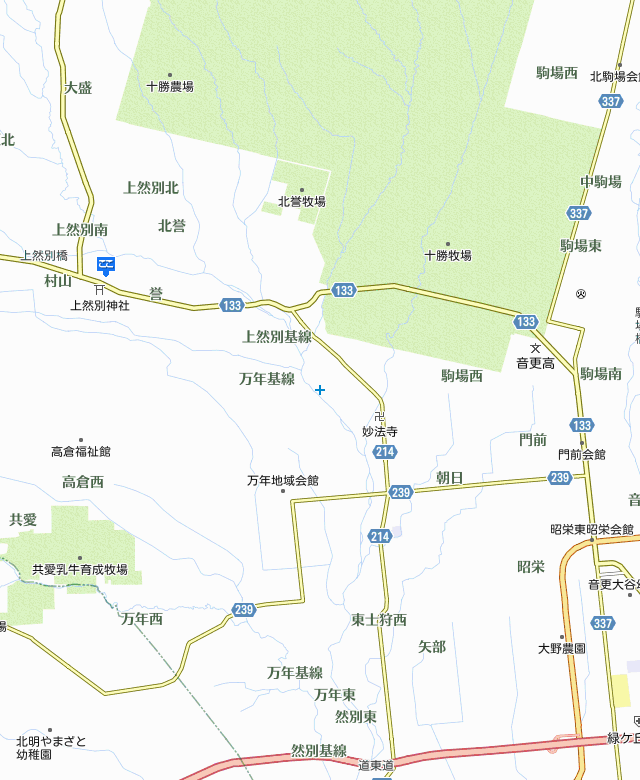 駒場西
北駒場会館
十勝農場
大盛
337
北
中駒場
上然別北
北誉牧場
337
北誉
上然別南
駒場東
上然別橋
十勝牧場
村山
誉
133
上然別神社
133
133
上然別基線
音更高
駒場南
万年基線
駒場西
133
妙法寺
門前
214
門前会館
高倉福祉館
万年地域会館
朝日
239
高倉西
239
共愛
昭栄東昭栄会館
214
昭栄
共愛乳牛育成牧場
音更大谷幼
239
万年西
東士狩西
337
矢部
大野農園
万年基線
万年東
然別東
北明やまざと
幼稚園
緑ケ丘
然別基線
道東道